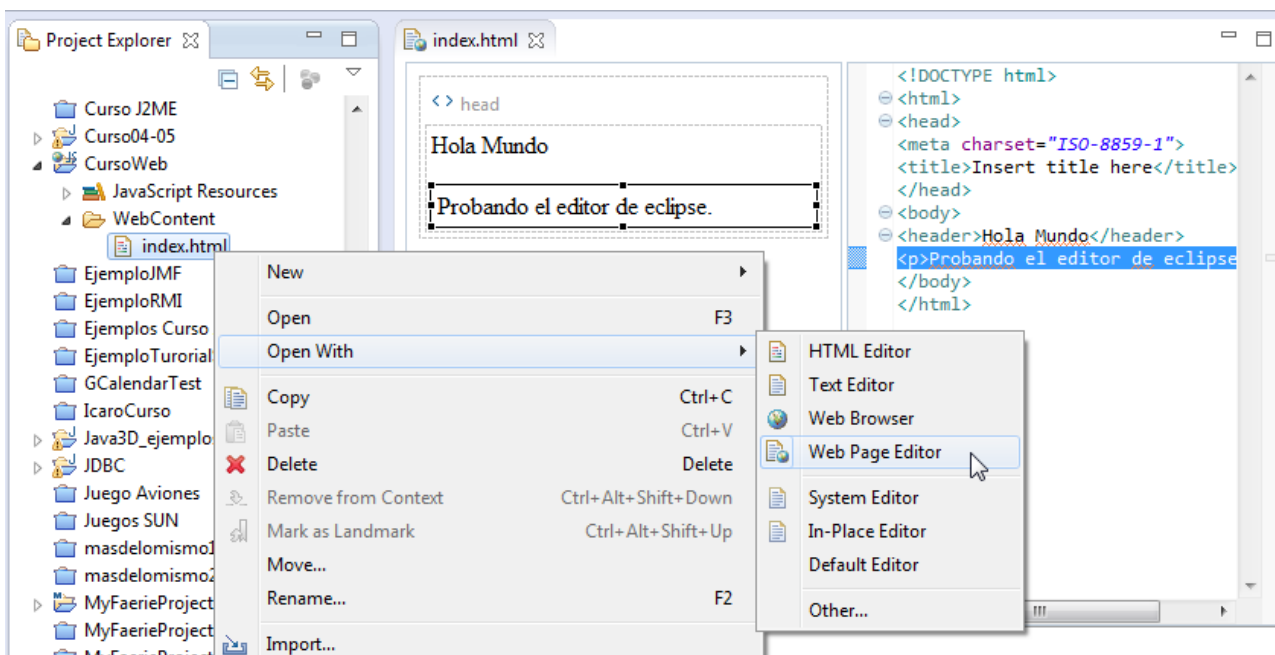 Project Explorer
Curso J2ME
Curso04-05
CursoWeb
JavaScript Resources
WebContent
index.html
EjemploJMF
EjemploRMI
Ejemplos Curso
EjemploTurorial
GCalendarTest
IcaroCurso
Java3D_ejemplo
JDBC
Juego Aviones
Juegos SUN
masdelomismo1
masdelomismo2
MyFaerieProject
MyFaerieProject
index.html
head
Hola Mundo
Probando el editor de eclipse.
<!DOCTYPE html>
<html>
<head>
<meta charset="ISO-8859-1">
<title>Insert title here</title>
</head>
<body>
<header>Hola Mundo</header>
<p>Probando el editor de eclipse
</body>
</html>
New
Open F3
Open With
Copy Ctrl+C
Paste Ctrl+V
Delete Delete
Remove from Context Ctrl+Alt+Shift+Down
Mark as Landmark Ctrl+Alt+Shift+Up
Move...
Rename... F2
Import...
HTML Editor
Text Editor
Web Browser
Web Page Editor
System Editor
In-Place Editor
Default Editor
Other...